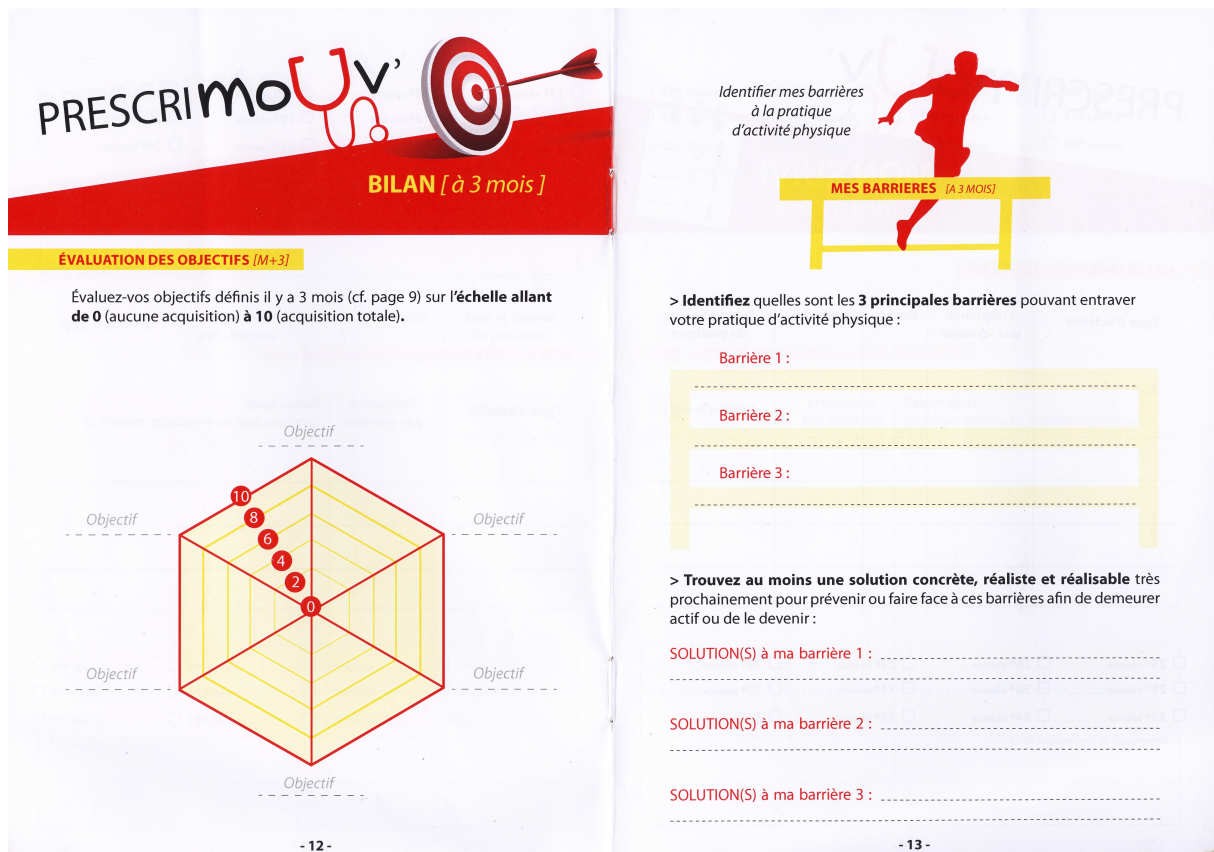 PRESCRIMOUV'
BILAN [ à 3 mois ]
ÉVALUATION DES OBJECTIFS [M+3]
Évaluez-vos objectifs définis il y a 3 mois (cf. page 9) sur l'échelle allant
de 0 (aucune acquisition) à 10 (acquisition totale).
Objectif
Objectif
Objectif
10
8
6
4
2
0
Objectif
Objectif
Objectif
- 12 -
Identifier mes barrières
à la pratique
d'activité physique
MES BARRIERES [A 3 MOIS]
> Identifiez quelles sont les 3 principales barrières pouvant entraver
votre pratique d'activité physique :
Barrière 1 :
Barrière 2 :
Barrière 3 :
> Trouvez au moins une solution concrète, réaliste et réalisable très
prochainement pour prévenir ou faire face à ces barrières afin de demeurer
actif ou de le devenir :
SOLUTION(S) à ma barrière 1 :
SOLUTION(S) à ma barrière 2 :
SOLUTION(S) à ma barrière 3 :
- 13 -